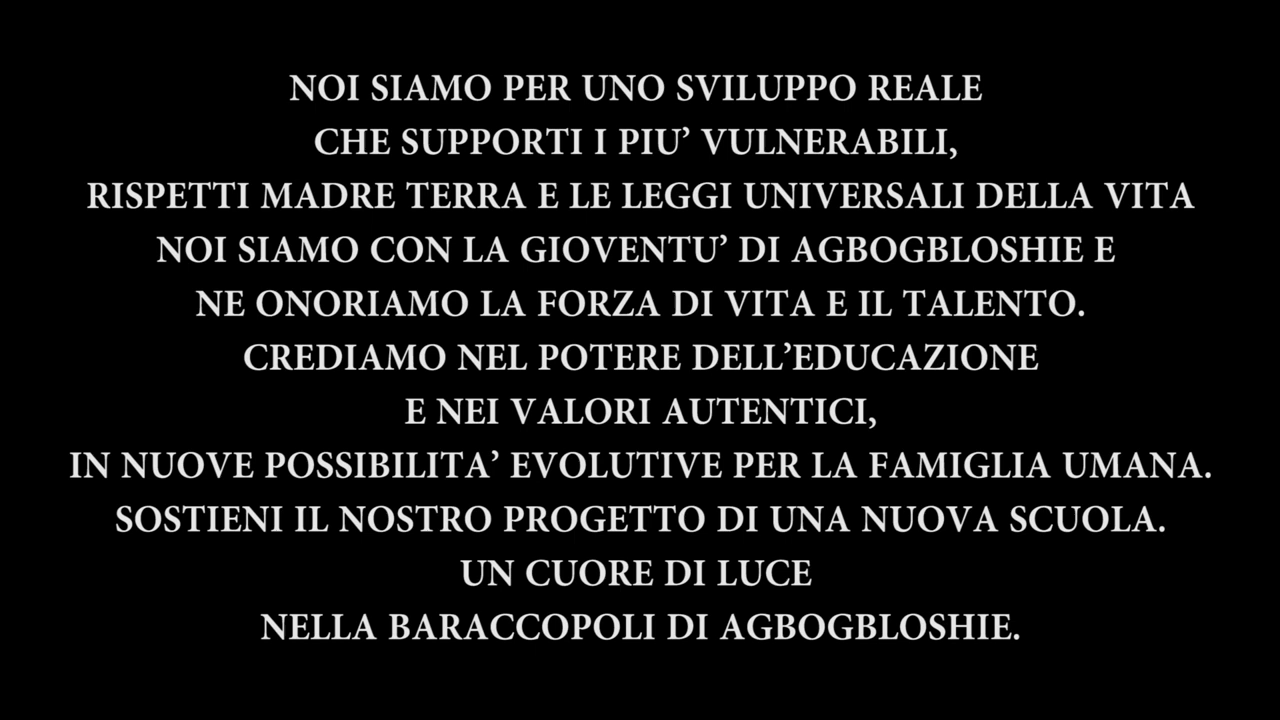 NOI SIAMO PER UNO SVILUPPO REALE
CHE SUPPORTI I PIU’ VULNERABILI,
RISPETTI MADRE TERRA E LE LEGGI UNIVERSALI DELLA VITA
NOI SIAMO CON LA GIOVENTU’ DI AGBOGBLOSHIE E
NE ONORIAMO LA FORZA DI VITA E IL TALENTO.
CREDIAMO NEL POTERE DELL’EDUCAZIONE
E NEI VALORI AUTENTICI,
IN NUOVE POSSIBILITA’ EVOLUTIVE PER LA FAMIGLIA UMANA.
SOSTIENI IL NOSTRO PROGETTO DI UNA NUOVA SCUOLA.
UN CUORE DI LUCE
NELLA BARACCOPOLI DI AGBOGBLOSHIE.